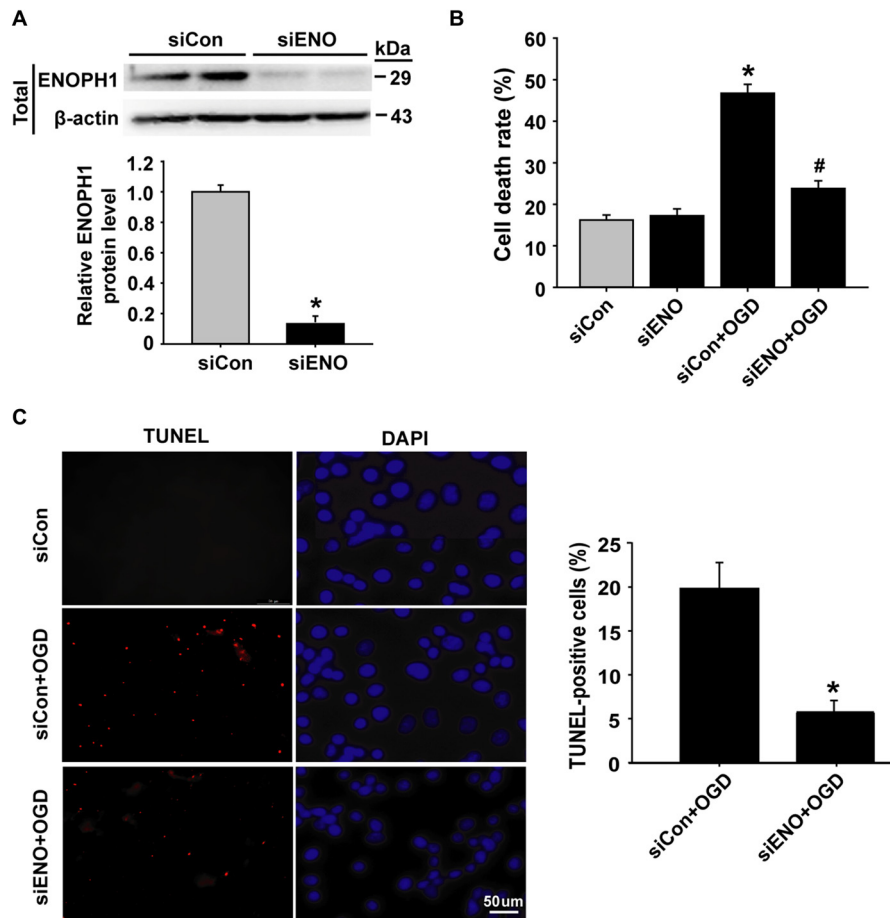 A
siCon siENO kDa
Total
ENOPH1 29
β-actin 43
Relative ENOPH1
protein level
1.2
1.0
0.8
0.6
0.4
0.2
0
*
siCon siENO
B
Cell death rate (%)
60
50
40
30
20
10
0
*
#
siCon siENO siCon+OGD siENO+OGD
C
TUNEL DAPI
siCon
siCon+OGD
siENO+OGD
50um
TUNEL-positive cells (%)
25
20
15
10
5
0
*
siCon+OGD siENO+OGD